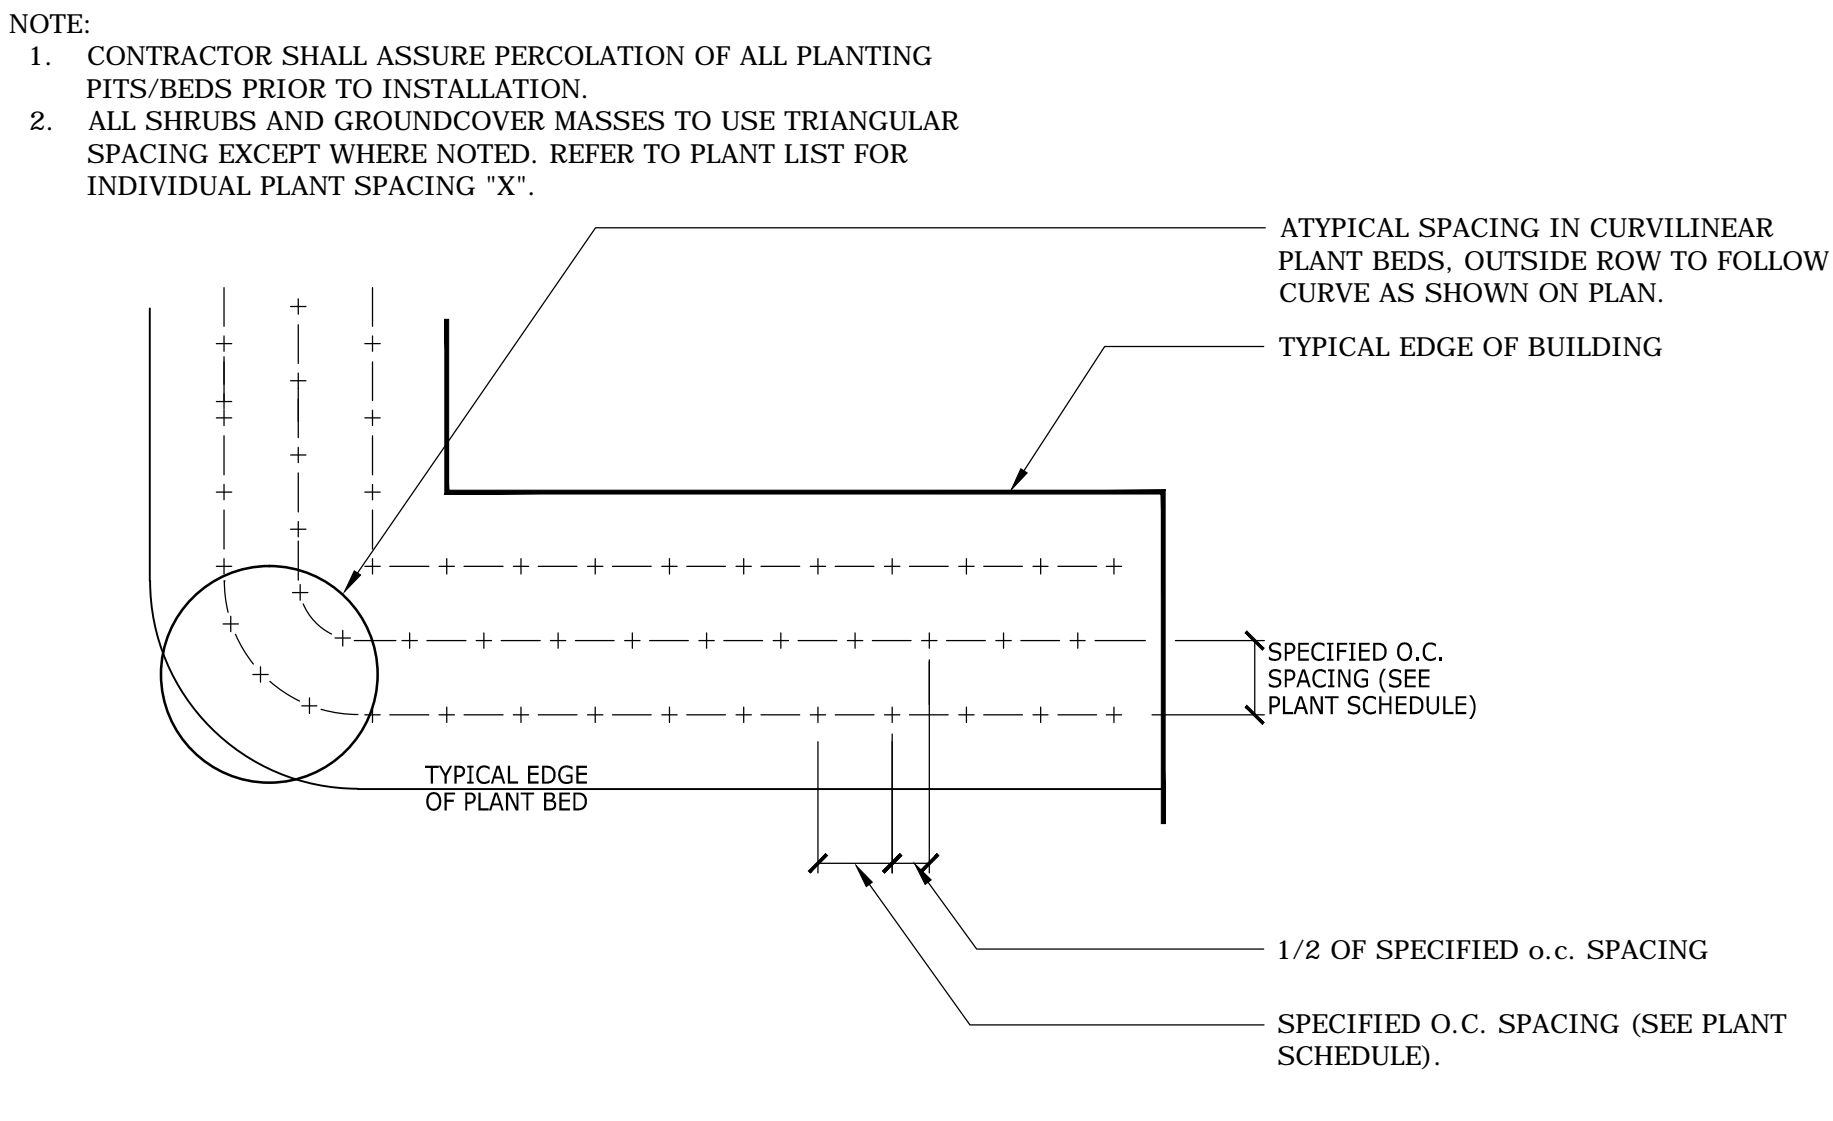 NOTE:
1. CONTRACTOR SHALL ASSURE PERCOLATION OF ALL PLANTING
PITS/BEDS PRIOR TO INSTALLATION.
2. ALL SHRUBS AND GROUNDCOVER MASSES TO USE TRIANGULAR
SPACING EXCEPT WHERE NOTED. REFER TO PLANT LIST FOR
INDIVIDUAL PLANT SPACING "X".
ATYPICAL SPACING IN CURVILINEAR
PLANT BEDS, OUTSIDE ROW TO FOLLOW
CURVE AS SHOWN ON PLAN.
TYPICAL EDGE OF BUILDING
SPECIFIED O.C.
SPACING (SEE
PLANT SCHEDULE)
TYPICAL EDGE
OF PLANT BED
1/2 OF SPECIFIED o.c. SPACING
SPECIFIED O.C. SPACING (SEE PLANT
SCHEDULE).